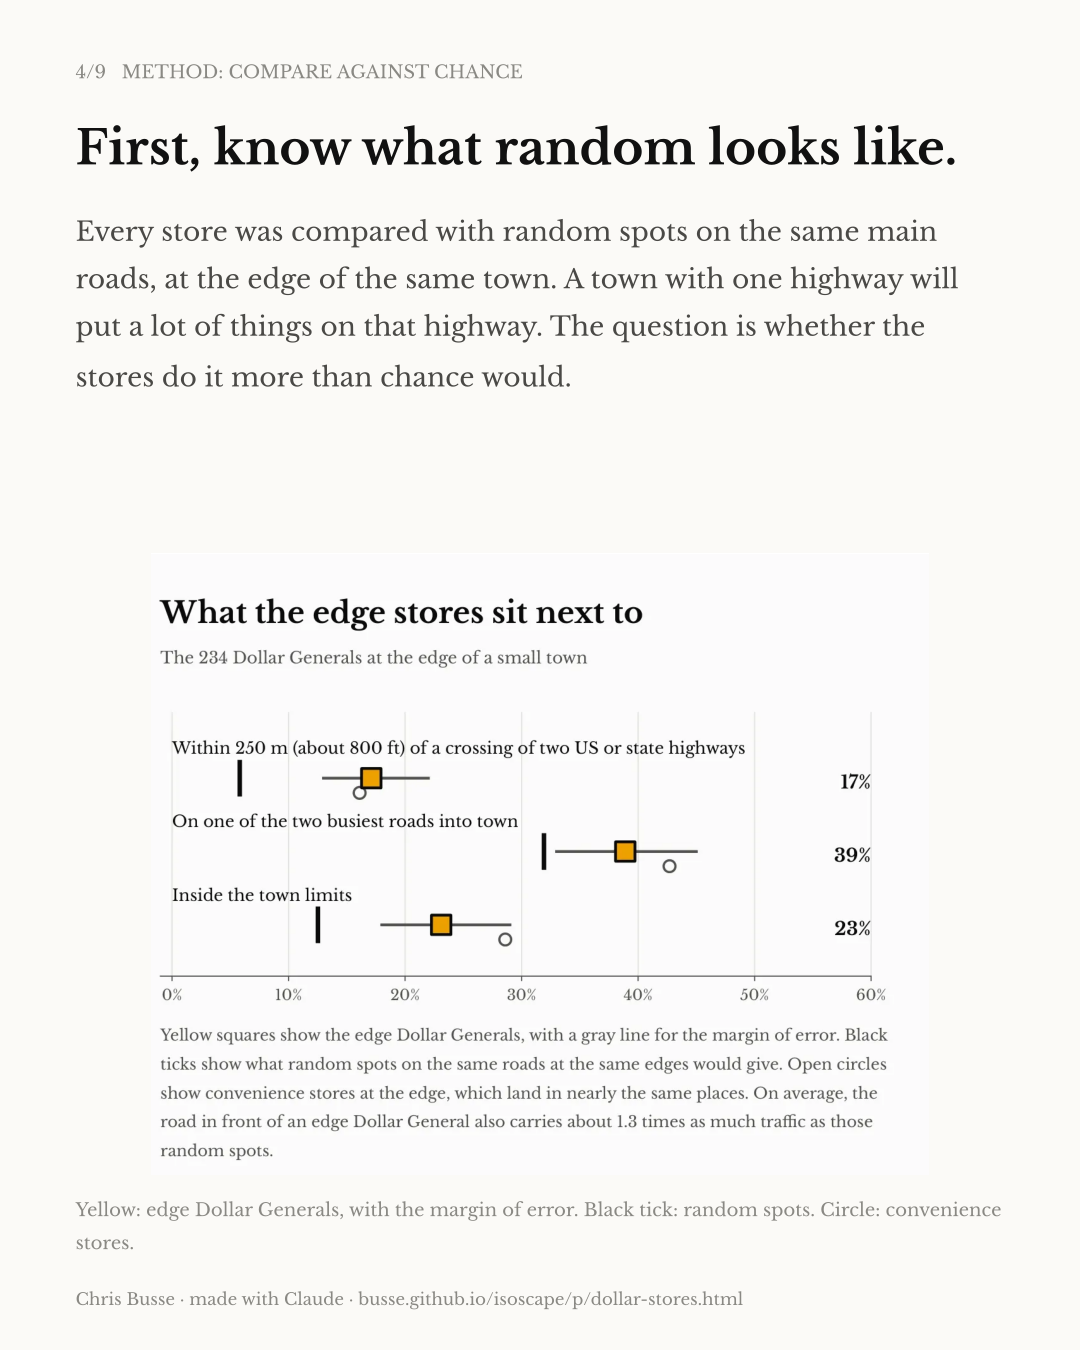 4/9 METHOD: COMPARE AGAINST CHANCE
First, know what random looks like.
Every store was compared with random spots on the same main
roads, at the edge of the same town. A town with one highway will
put a lot of things on that highway. The question is whether the
stores do it more than chance would.
What the edge stores sit next to
The 234 Dollar Generals at the edge of a small town
Within 250 m (about 800 ft) of a crossing of two US or state highways
17%
On one of the two busiest roads into town
39%
Inside the town limits
23%
0% 10% 20% 30% 40% 50% 60%
Yellow squares show the edge Dollar Generals, with a gray line for the margin of error. Black
ticks show what random spots on the same roads at the same edges would give. Open circles
show convenience stores at the edge, which land in nearly the same places. On average, the
road in front of an edge Dollar General also carries about 1.3 times as much traffic as those
random spots.
Yellow: edge Dollar Generals, with the margin of error. Black tick: random spots. Circle: convenience
stores.
Chris Busse · made with Claude · busse.github.io/isoscape/p/dollar-stores.html